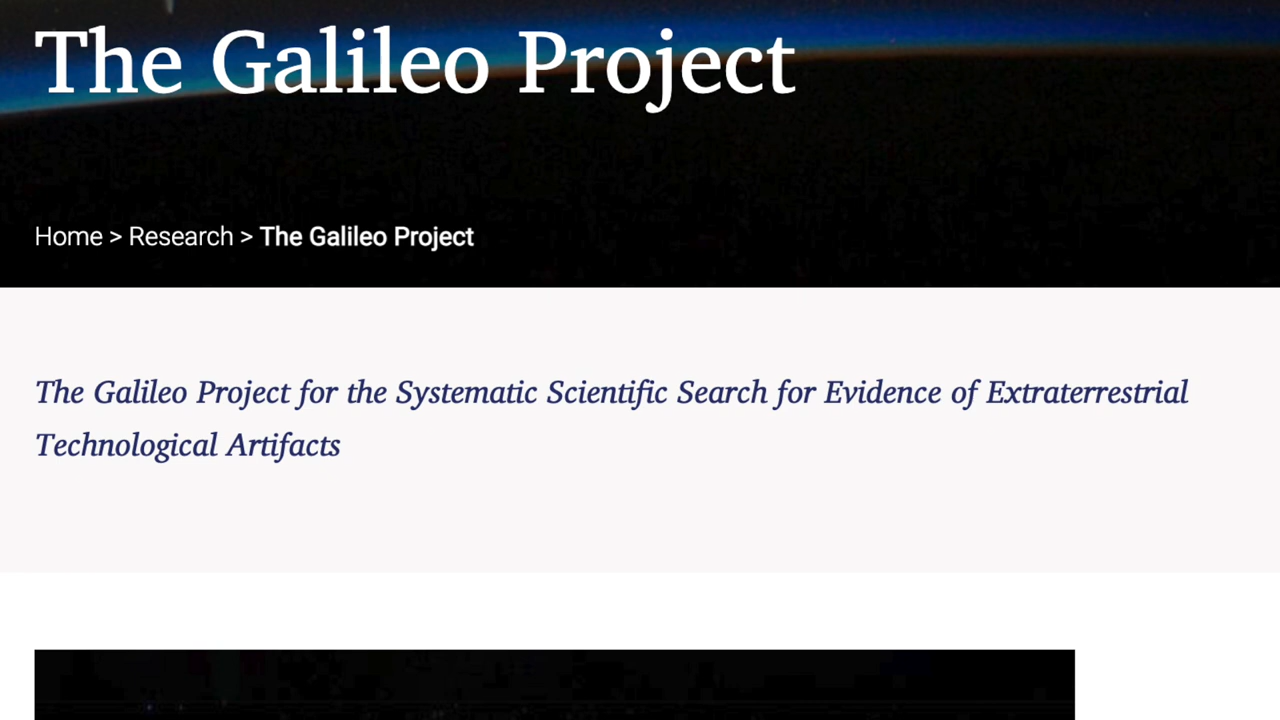 The Galileo Project
Home > Research > The Galileo Project
The Galileo Project for the Systematic Scientific Search for Evidence of Extraterrestrial
Technological Artifacts